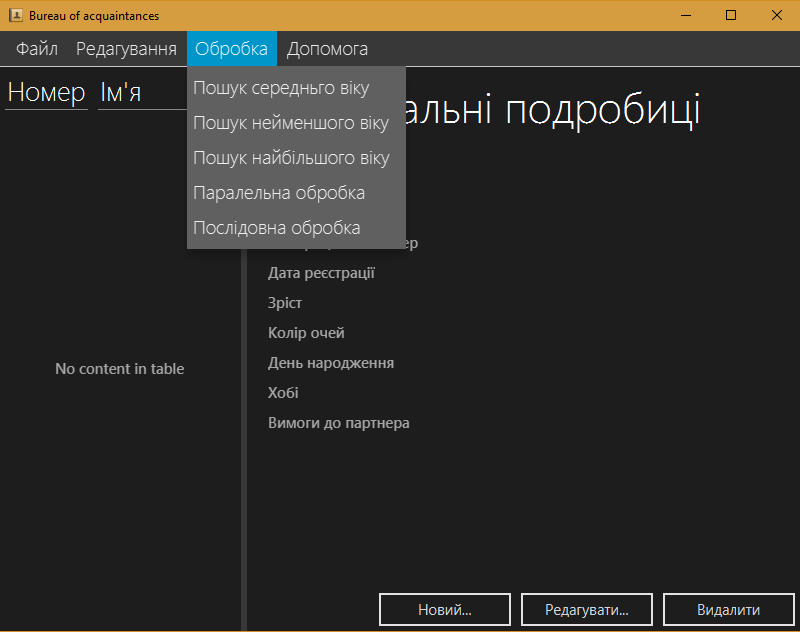 Bureau of acquaintances
Файл Редагування Обробка Допомога
Номер Ім'я
Пошук середнього віку
Пошук нейменшого віку
Пошук найбільшого віку
Паралельна обробка
Послідовна обробка
альні подробиці
ер
Дата реєстрації
Зріст
Колір очей
День народження
Хобі
Вимоги до партнера
No content in table
Новий... Редагувати... Видалити